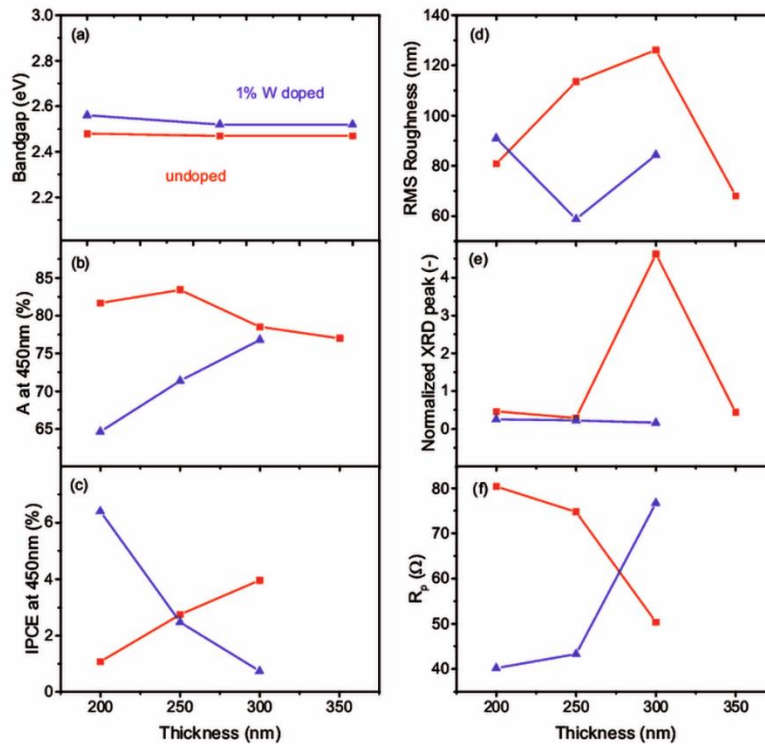 (a)
3.0
2.8
2.6
2.4
2.2
Bandgap (eV)
1% W doped
undoped
(b)
85
80
75
70
65
A at 450nm (%)
(c)
6
4
2
0
IPCE at 450nm (%)
200 250 300 350
Thickness (nm)
(d)
140
120
100
80
60
RMS Roughness (nm)
(e)
4
3
2
1
0
Normalized XRD peak (-)
(f)
80
70
60
50
40
Rp (Ω)
200 250 300 350
Thickness (nm)